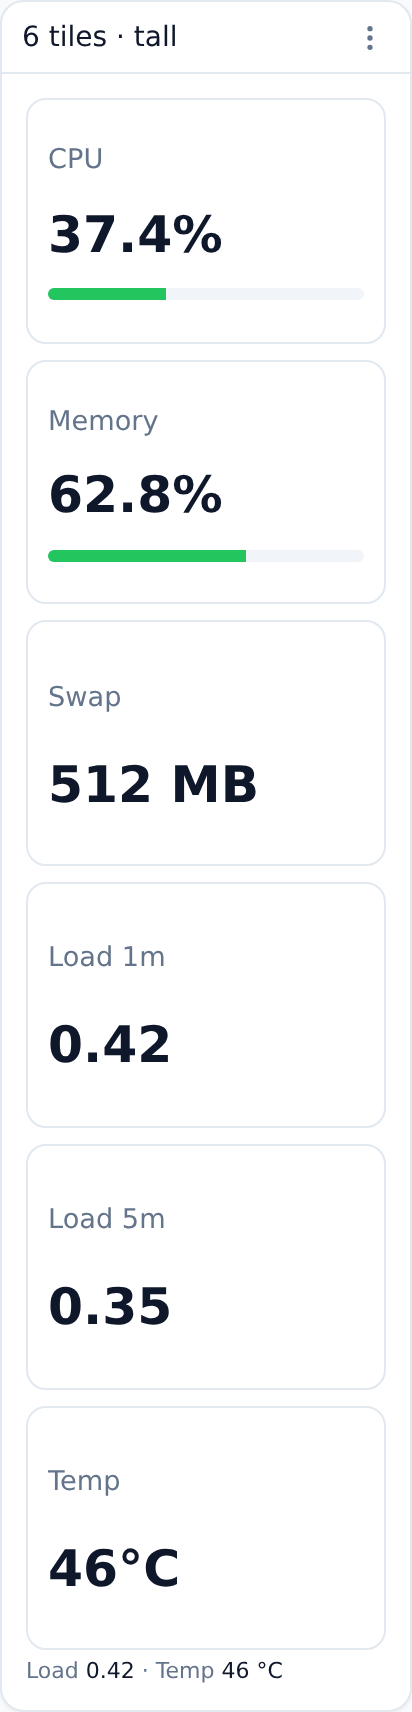 6 tiles · tall
CPU
37.4%
Memory
62.8%
Swap
512 MB
Load 1m
0.42
Load 5m
0.35
Temp
46°C
Load 0.42 · Temp 46 °C